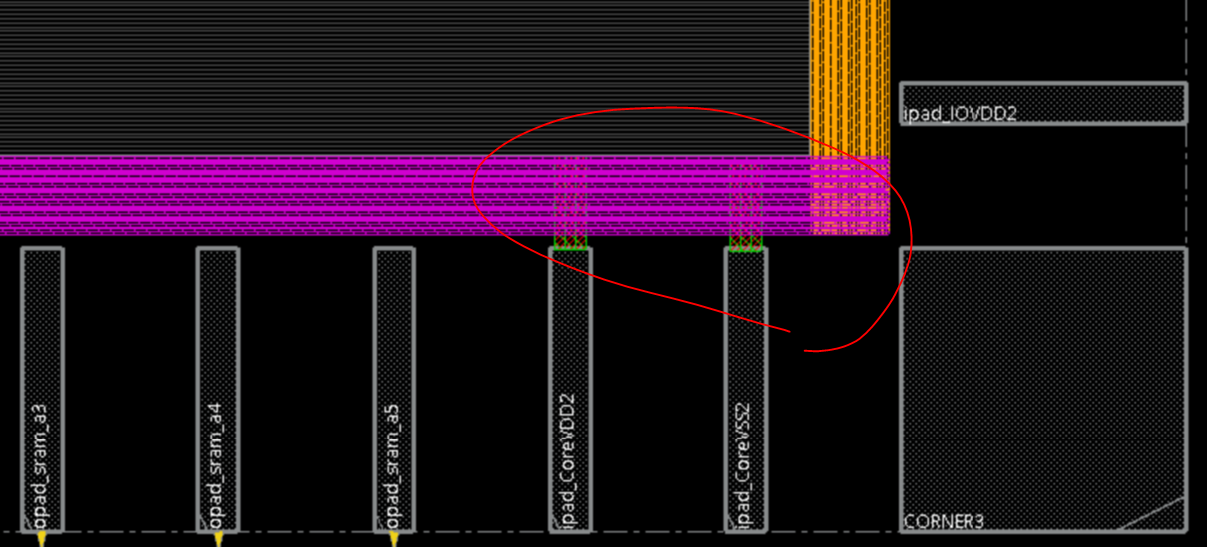 ipad_IOVDD2
opad_sram_a3
opad_sram_a4
opad_sram_a5
ipad_CoreVDD2
ipad_CoreVSS2
CORNER3